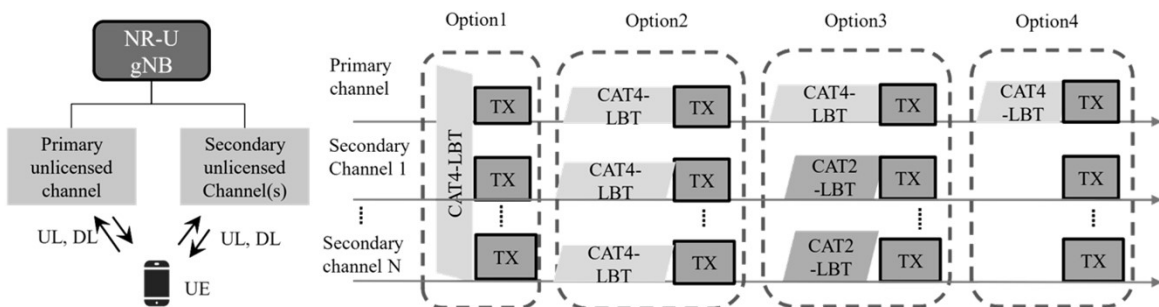 NR-U
gNB
Primary
unlicensed
channel
Secondary
unlicensed
Channel(s)
UL, DL
UL, DL
UE
Option1
Option2
Option3
Option4
Primary
channel
CAT4-LBT
TX
CAT4-
LBT
TX
CAT4-
LBT
TX
CAT4
-LBT
TX
Secondary
Channel 1
TX
CAT4-
LBT
TX
CAT2
-LBT
TX
TX
Secondary
channel N
TX
CAT4-
LBT
TX
CAT2
-LBT
TX
TX